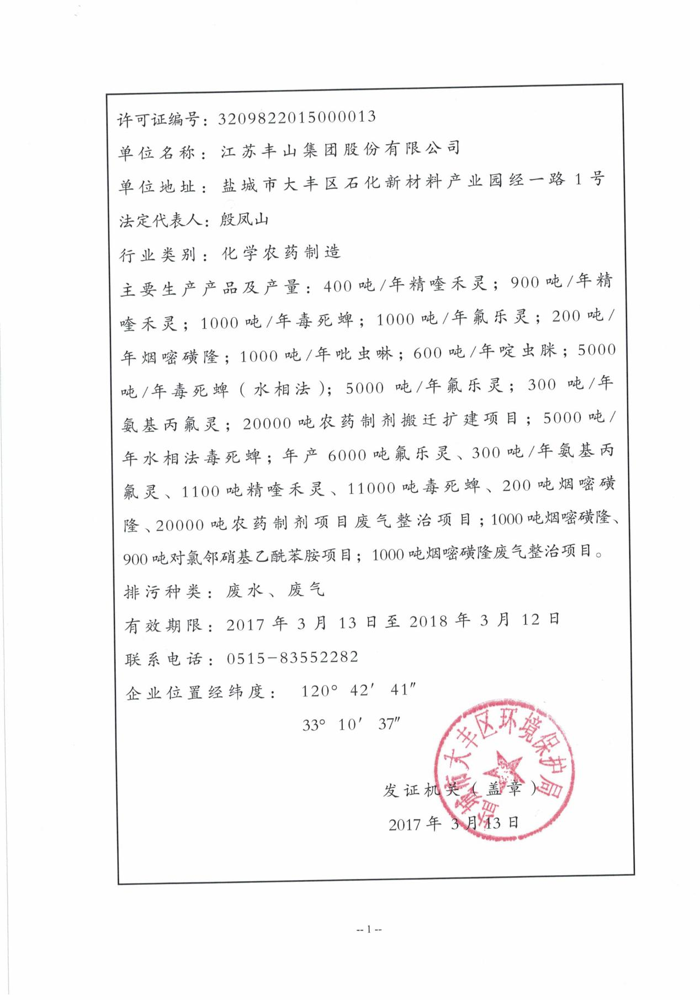 许可证编号：3209822015000013
单位名称：江苏丰山集团股份有限公司
单位地址：盐城市大丰区石化新材料产业园经一路 1 号
法定代表人：殷凤山
行业类别：化学农药制造
主要生产产品及产量：400 吨/年精喹禾灵；900 吨/年精
喹禾灵；1000 吨/年毒死蜱；1000 吨/年氟乐灵；200 吨/
年烟嘧磺隆；1000 吨/年吡虫啉；600 吨/年啶虫脒；5000
吨/年毒死蜱（水相法）；5000 吨/年氟乐灵；300 吨/年
氨基丙氟灵；20000 吨农药制剂搬迁扩建项目；5000 吨/
年水相法毒死蜱；年产 6000 吨氟乐灵、300 吨/年氨基丙
氟灵、1100 吨精喹禾灵、11000 吨毒死蜱、200 吨烟嘧磺
隆、20000 吨农药制剂项目废气整治项目；1000 吨烟嘧磺隆、
900 吨对氯邻硝基乙酰苯胺项目；1000 吨烟嘧磺隆废气整治项目。
排污种类：废水、废气
有效期限：2017 年 3 月 13 日至 2018 年 3 月 12 日
联系电话：0515-83552282
企业位置经纬度： 120° 42′ 41″
33° 10′ 37″
盐城市大丰区环境保护局
发证机关（盖章）
2017 年 3 月 13 日
-- 1 --